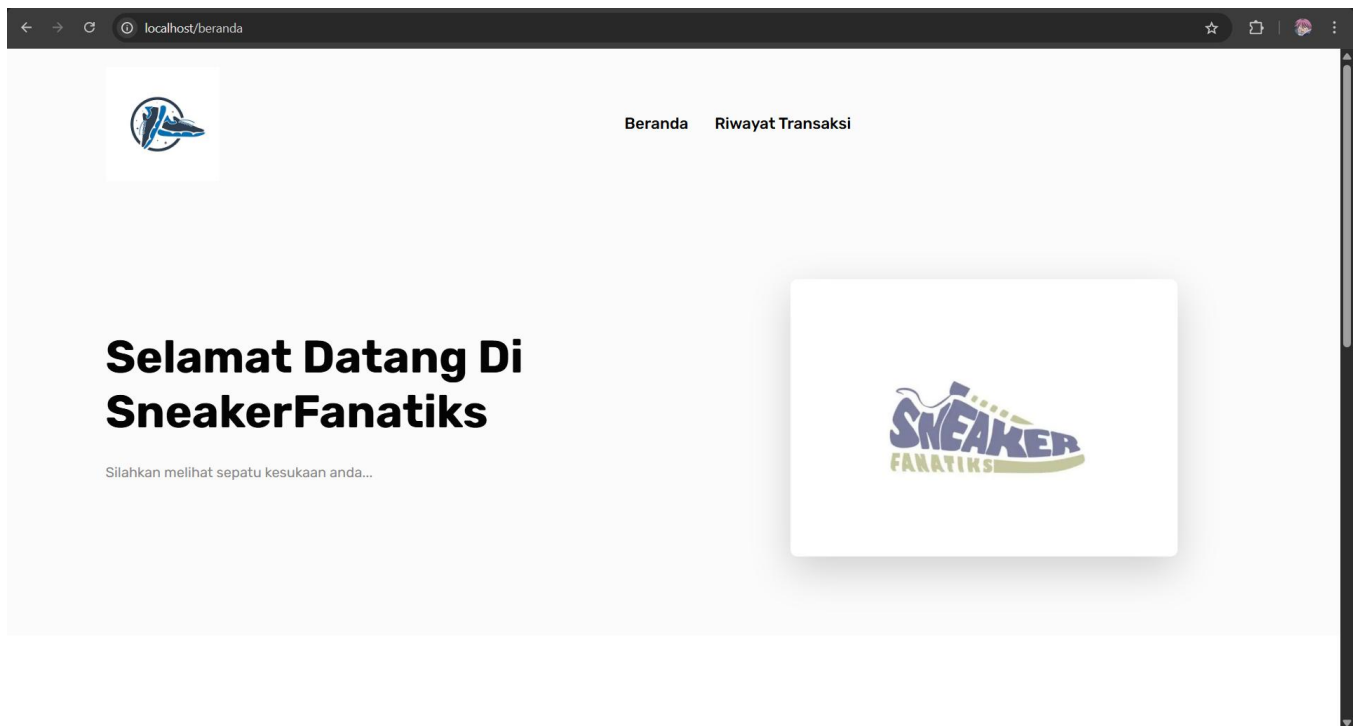 localhost/beranda
Beranda Riwayat Transaksi
Selamat Datang Di
SneakerFanatiks
Silahkan melihat sepatu kesukaan anda...
SNEAKER
FANATIKS